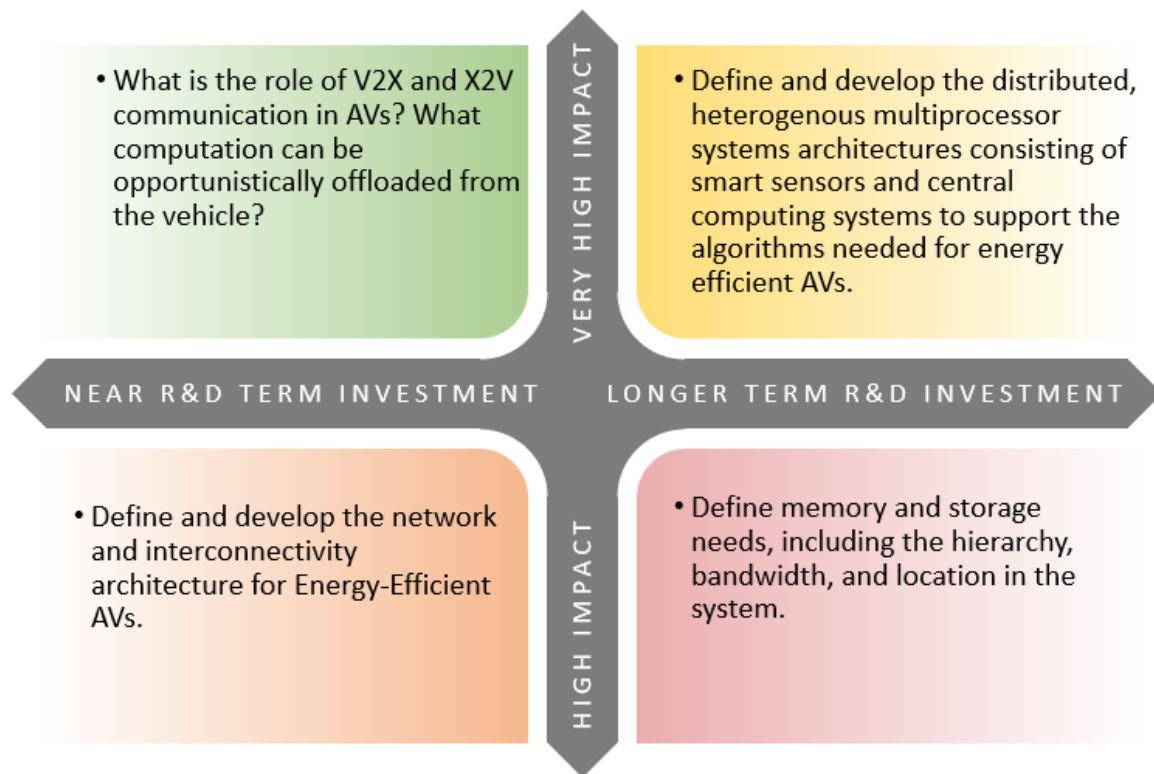 • What is the role of V2X and X2V
communication in AVs? What
computation can be
opportunistically offloaded from
the vehicle?
VERY HIGH IMPACT
• Define and develop the distributed,
heterogenous multiprocessor
systems architectures consisting of
smart sensors and central
computing systems to support the
algorithms needed for energy
efficient AVs.
NEAR R&D TERM INVESTMENT
LONGER TERM R&D INVESTMENT
• Define and develop the network
and interconnectivity
architecture for Energy-Efficient
AVs.
HIGH IMPACT
• Define memory and storage
needs, including the hierarchy,
bandwidth, and location in the
system.